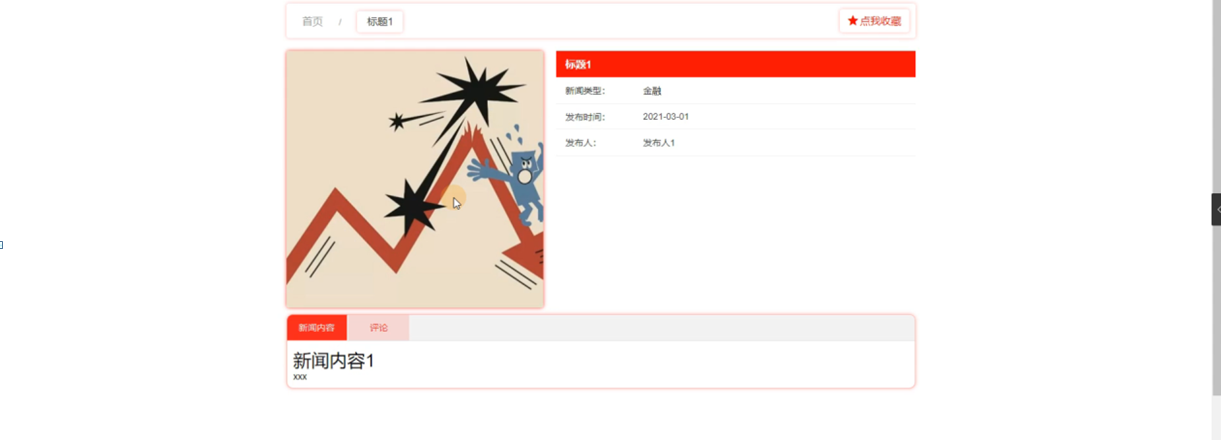 首页 / 标题1
★ 点我收藏
标题1
新闻类型： 金融
发布时间： 2021-03-01
发布人： 发布人1
新闻内容 评论
新闻内容1
xxx